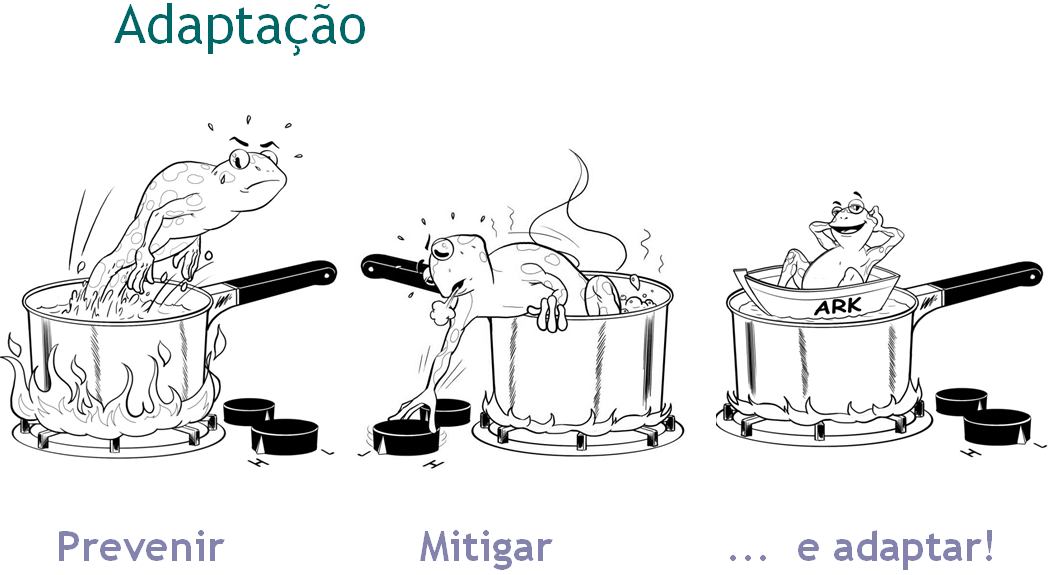 Adaptação
ARK
H
L
H
L
H
L
Prevenir
Mitigar
... e adaptar!